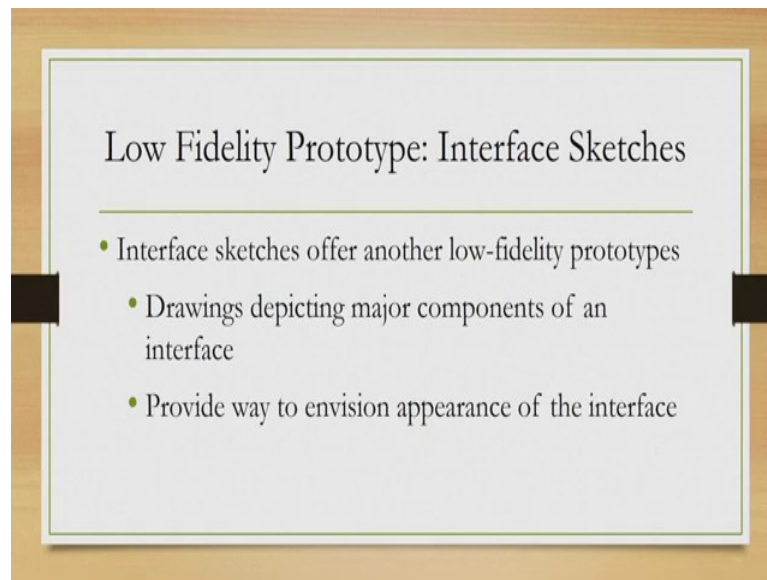 Low Fidelity Prototype: Interface Sketches
• Interface sketches offer another low-fidelity prototypes
• Drawings depicting major components of an
interface
• Provide way to envision appearance of the interface